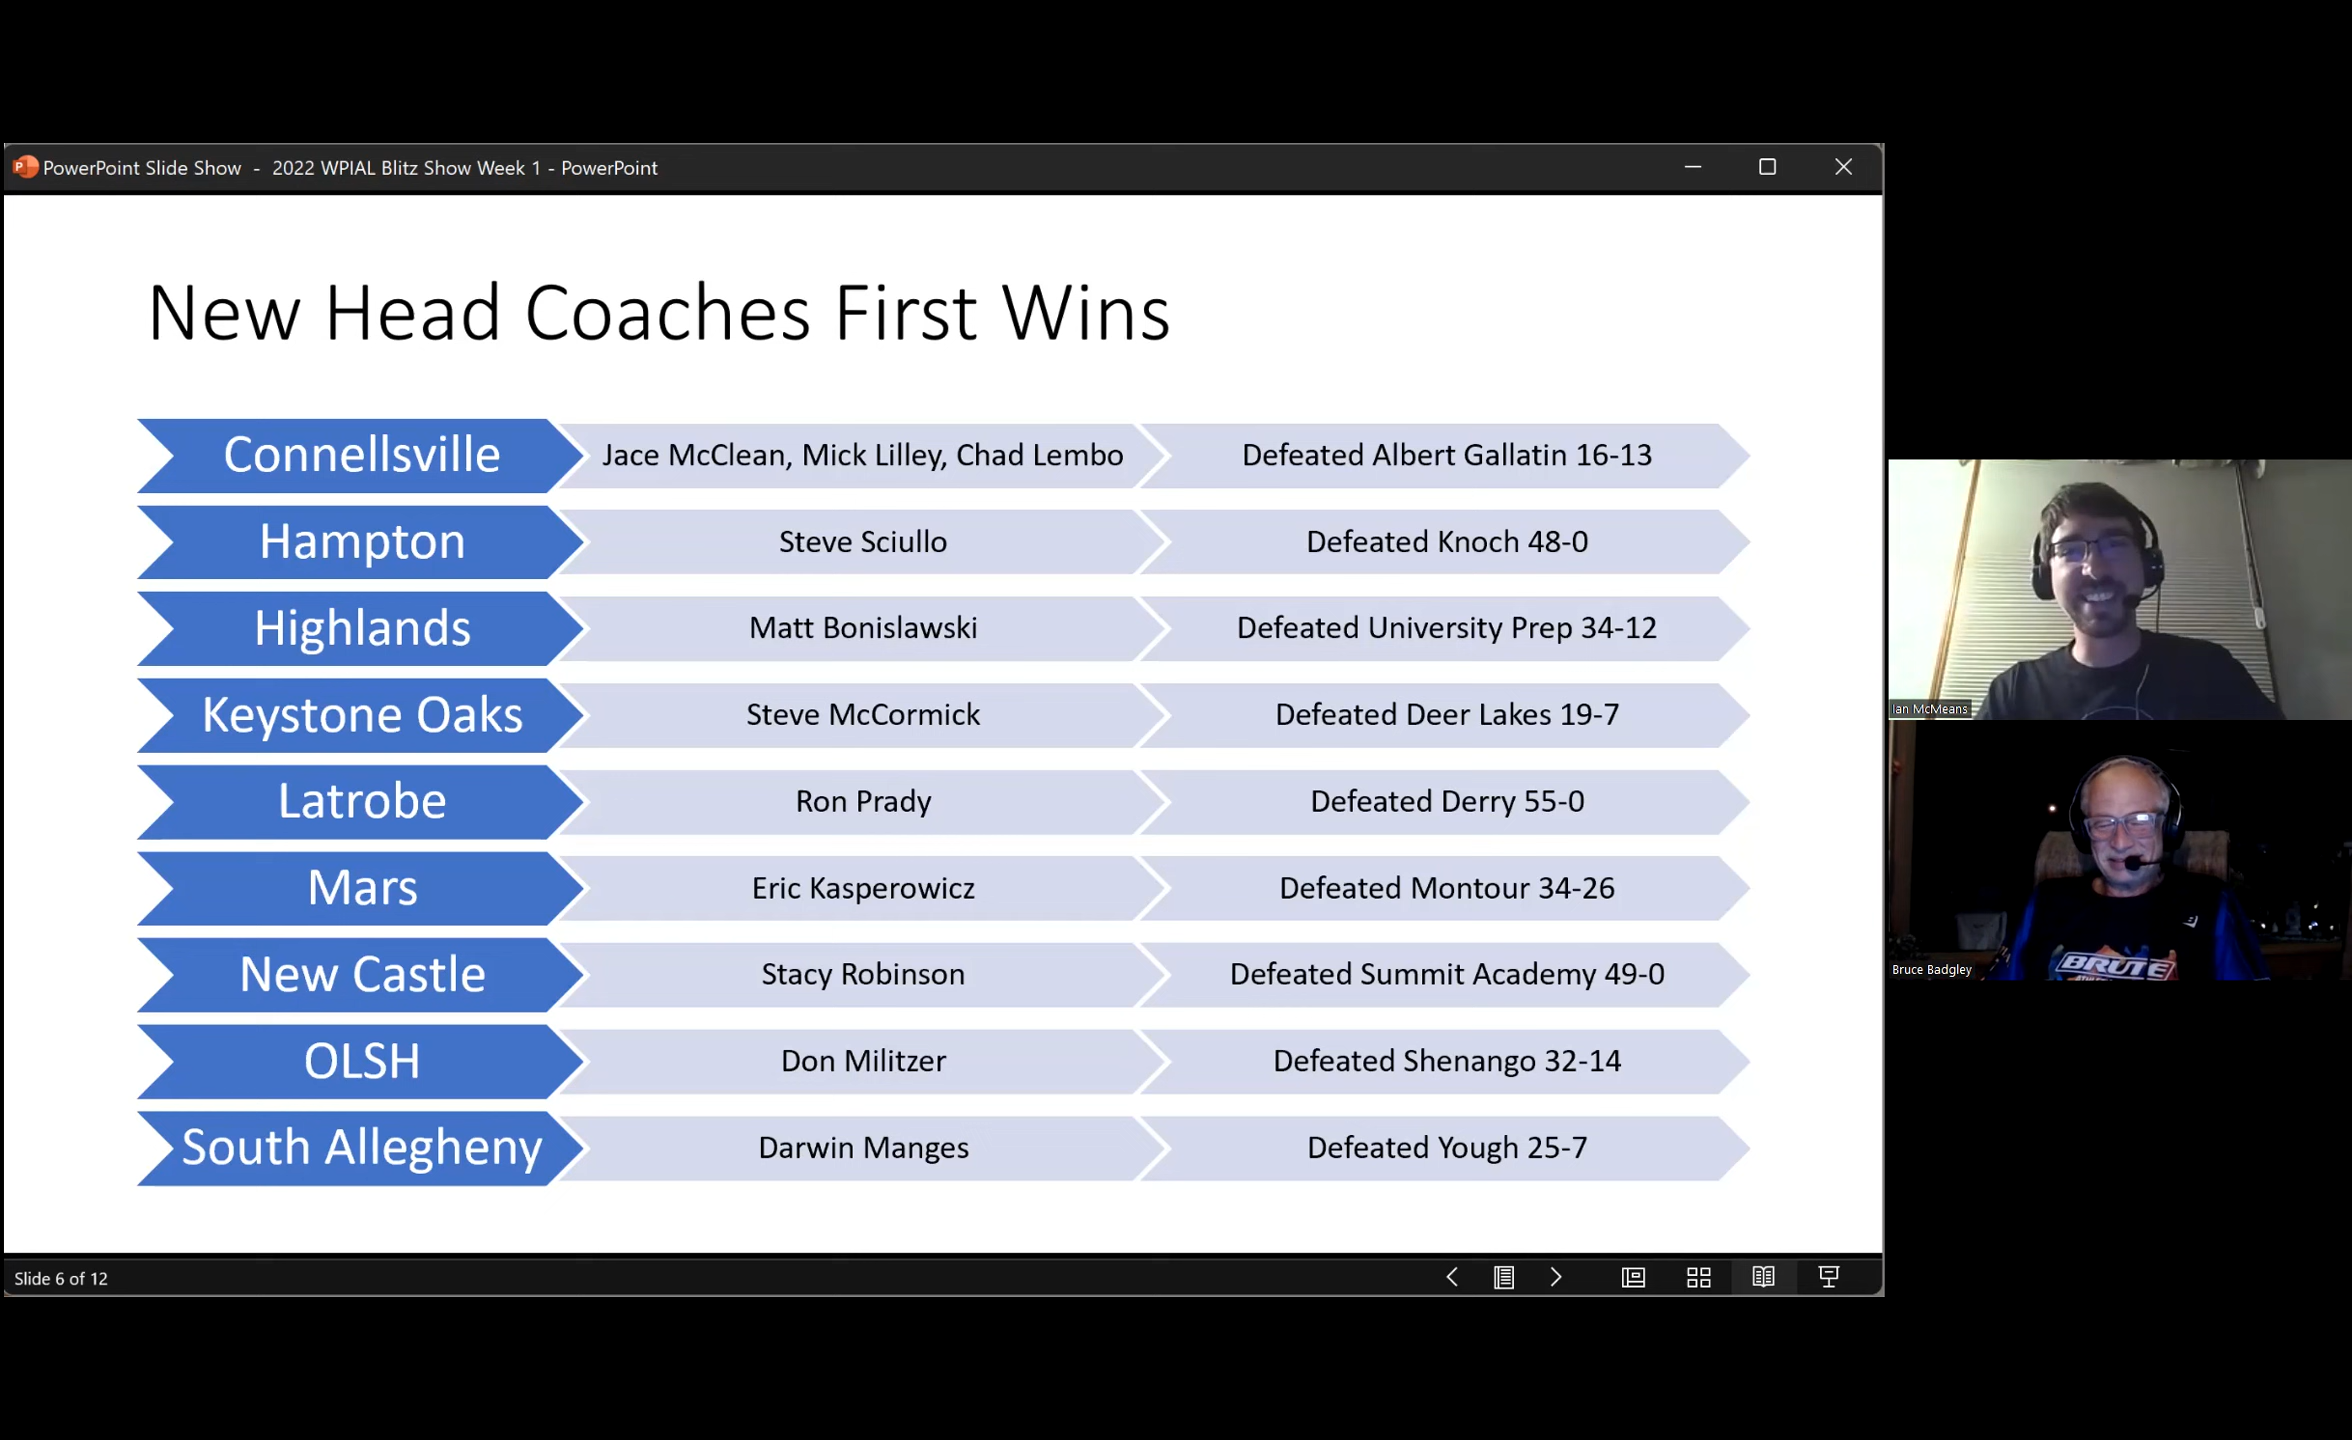 PowerPoint Slide Show - 2022 WPIAL Blitz Show Week 1 - PowerPoint
New Head Coaches First Wins
Connellsville Jace McClean, Mick Lilley, Chad Lembo Defeated Albert Gallatin 16-13
Hampton Steve Sciullo Defeated Knoch 48-0
Highlands Matt Bonislawski Defeated University Prep 34-12
Keystone Oaks Steve McCormick Defeated Deer Lakes 19-7
Latrobe Ron Prady Defeated Derry 55-0
Mars Eric Kasperowicz Defeated Montour 34-26
New Castle Stacy Robinson Defeated Summit Academy 49-0
OLSH Don Militzer Defeated Shenango 32-14
South Allegheny Darwin Manges Defeated Yough 25-7
Slide 6 of 12
Ian McMeans
Bruce Badgley
BRUTE